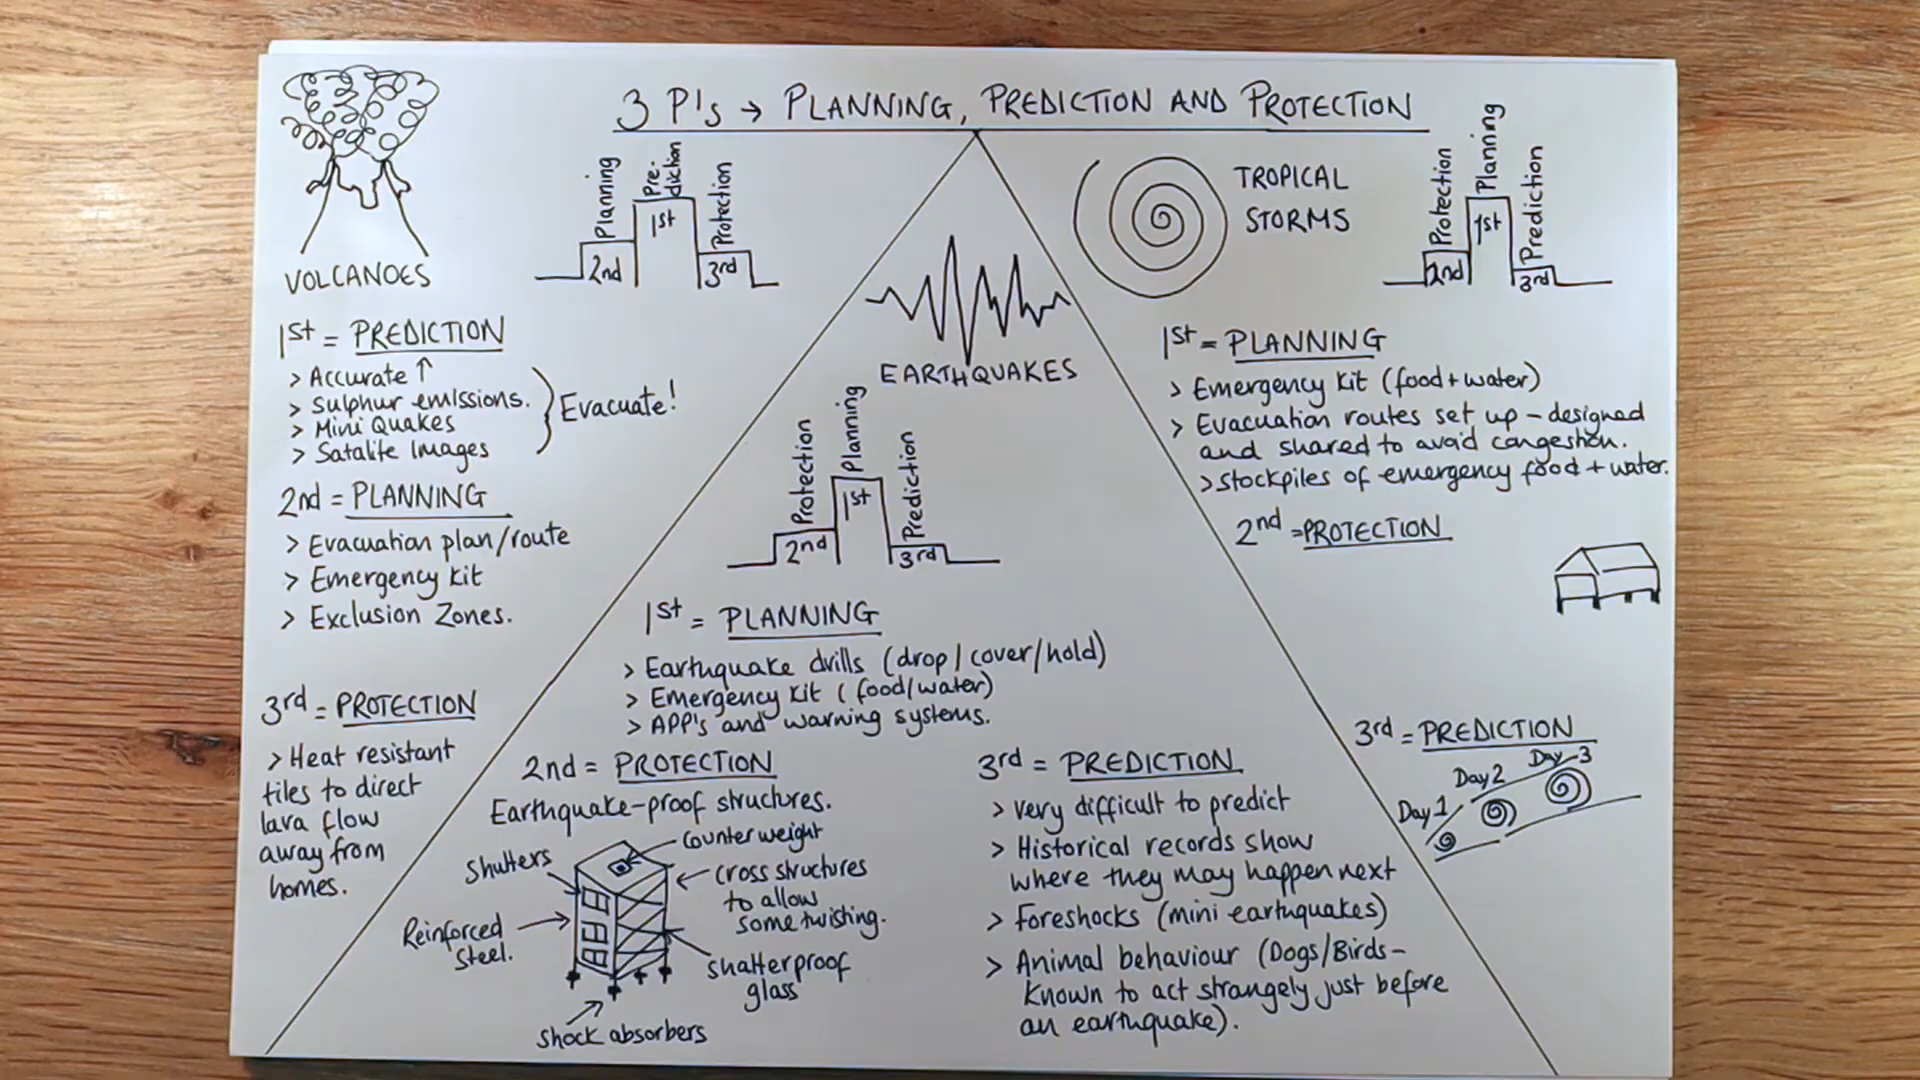 3 P's → PLANNING, PREDICTION AND PROTECTION
VOLCANOES
Planning
Pre-
diction
Protection
2nd
1st
3rd
1st = PREDICTION
> Accurate ↑
> Sulphur emissions.
> Mini Quakes
> Satalite Images
Evacuate!
2nd = PLANNING
> Evacuation plan/route
> Emergency Kit
> Exclusion Zones.
3rd = PROTECTION
> Heat resistant
tiles to direct
lava flow
away from
homes.
EARTHQUAKES
Protection
Planning
Prediction
2nd
1st
3rd
1st = PLANNING
> Earthquake drills (drop/cover/hold)
> Emergency Kit (food/water)
> APP's and warning systems.
2nd = PROTECTION
Earthquake-proof structures.
Counter weight
Shutters
cross structures
to allow
some twisting.
Reinforced
Steel.
Shatterproof
glass
Shock absorbers
3rd = PREDICTION
> very difficult to predict
> Historical records show
where they may happen next
> Foreshocks (mini earthquakes)
> Animal behaviour (Dogs/Birds-
known to act strangely just before
an earthquake).
TROPICAL
STORMS
Protection
Planning
Prediction
2nd
1st
3rd
1st = PLANNING
> Emergency Kit (food+water)
> Evacuation routes set up - designed
and shared to avoid congestion.
> Stockpiles of emergency food + water.
2nd = PROTECTION
3rd = PREDICTION
Day 1
Day 2
Day 3